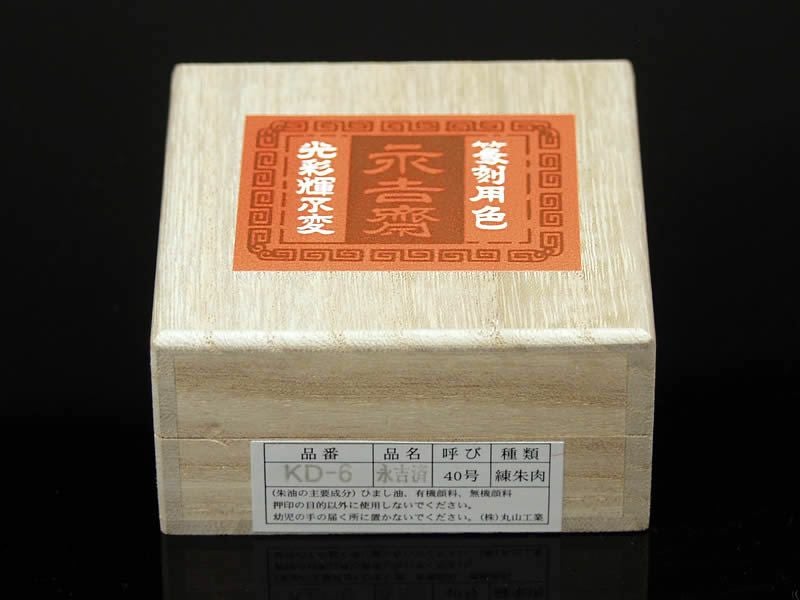 篆刻用色
永吉齋
光彩輝不変
品番 品名 呼び 種類
KD-6 永吉済 40号 練朱肉
(朱油の主要成分) ひまし油、有機顔料、無機顔料
押印の目的以外に使用しないでください。
幼児の手の届く所に置かないでください。(株)丸山工業